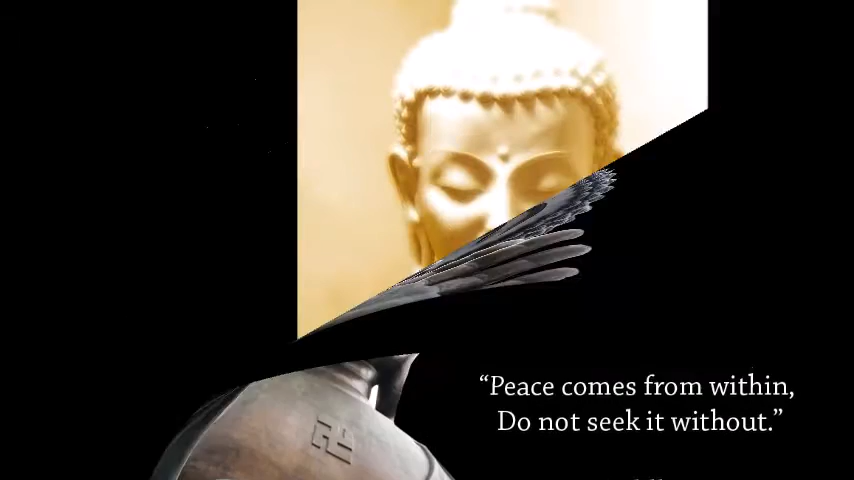 “Peace comes from within,
Do not seek it without.”